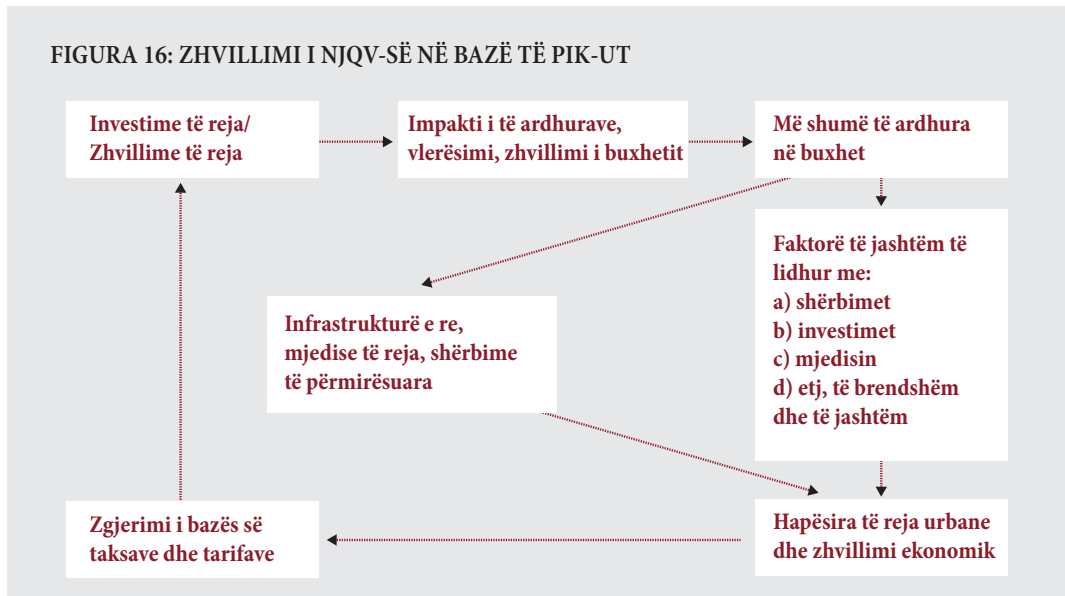 FIGURA 16: ZHVILLIMI I NJQV-SË NË BAZË TË PIK-UT
Investime të reja/
Zhvillime të reja
Impakti i të ardhurave,
vlerësimi, zhvillimi i buxhetit
Më shumë të ardhura
në buxhet
Faktorë të jashtëm të
lidhur me:
a) shërbimet
b) investimet
c) mjedisin
d) etj, të brendshëm
dhe të jashtëm
Infrastrukturë e re,
mjedise të reja, shërbime
të përmirësuara
Zgjerimi i bazës së
taksave dhe tarifave
Hapësira të reja urbane
dhe zhvillimi ekonomik